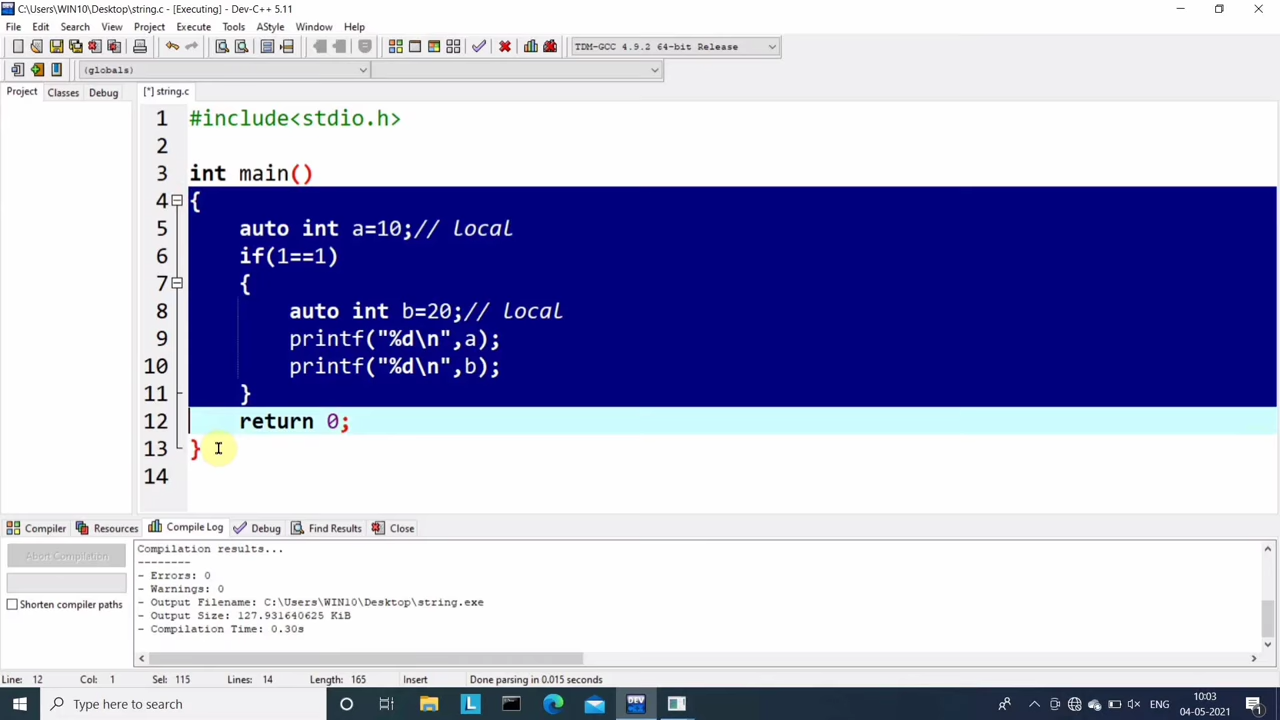 C:\Users\WIN10\Desktop\string.c - [Executing] - Dev-C++ 5.11
File Edit Search View Project Execute Tools AStyle Window Help
TDM-GCC 4.9.2 64-bit Release
(globals)
Project Classes Debug [*] string.c
1 #include<stdio.h>
2
3 int main()
4 {
5 auto int a=10;// local
6 if(1==1)
7 {
8 auto int b=20;// local
9 printf("%d\n",a);
10 printf("%d\n",b);
11 }
12 return 0;
13 }
14
Compiler Resources Compile Log Debug Find Results Close
Abort Compilation
Shorten compiler paths
Compilation results...
--------
- Errors: 0
- Warnings: 0
- Output Filename: C:\Users\WIN10\Desktop\string.exe
- Output Size: 127.931640625 KiB
- Compilation Time: 0.30s
Line: 12 Col: 1 Sel: 115 Lines: 14 Length: 165 Insert Done parsing in 0.015 seconds
Type here to search
L
DEV
ENG
10:03
04-05-2021
1